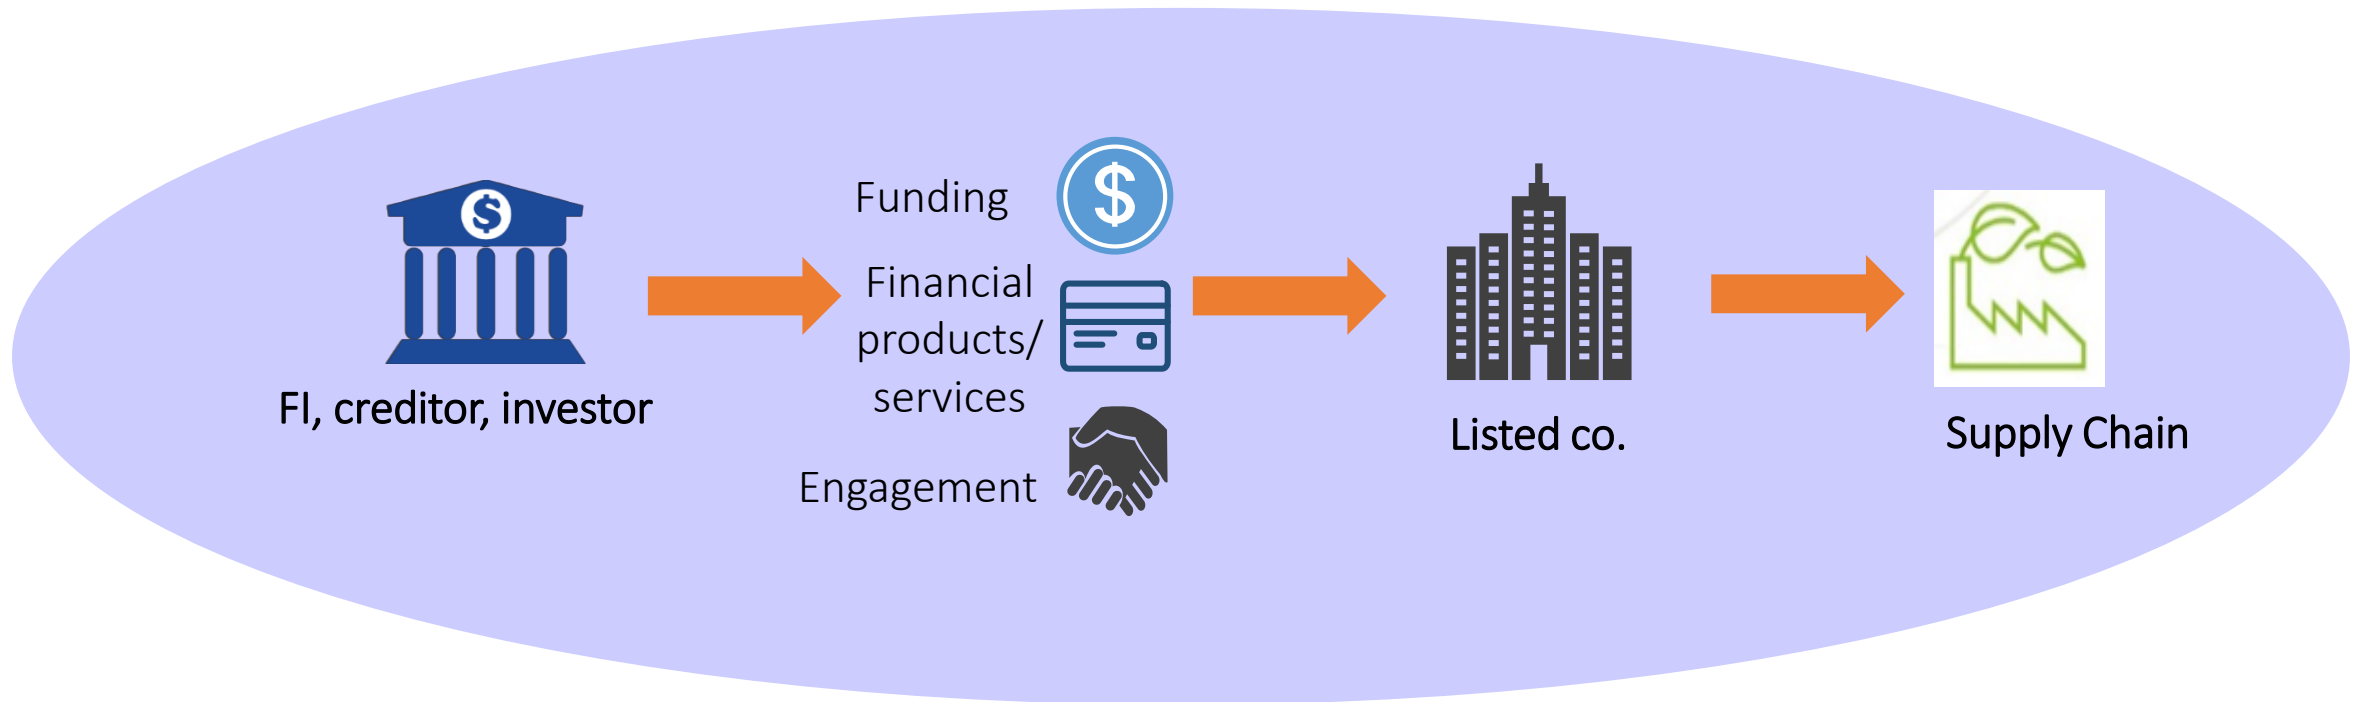 FI, creditor, investor
Funding
$
Financial
products/
services
Engagement
Listed co.
Supply Chain
$